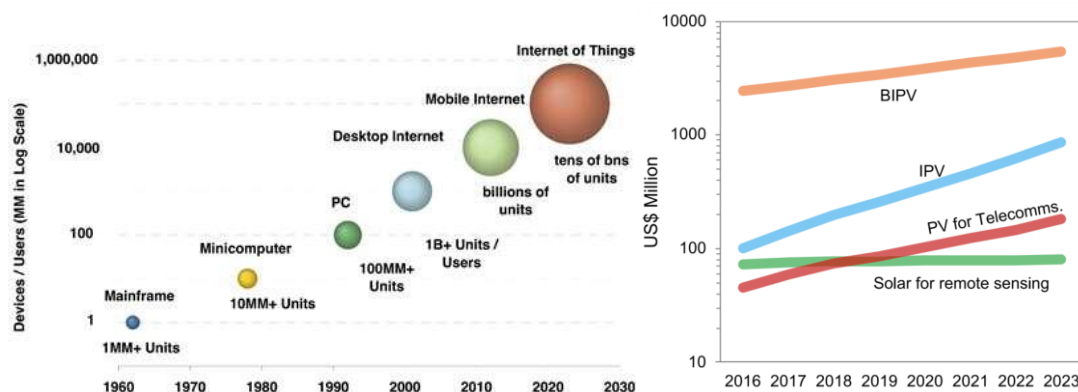 Devices / Users (MM in Log Scale)
1,000,000
10,000
100
1
Internet of Things
Mobile Internet
Desktop Internet
tens of bns
of units
billions of
units
PC
1B+ Units /
Users
Minicomputer
100MM+
Units
10MM+ Units
Mainframe
1MM+ Units
1960 1970 1980 1990 2000 2010 2020 2030
US$ Million
10000
1000
100
10
BIPV
IPV
PV for Telecomms.
Solar for remote sensing
2016 2017 2018 2019 2020 2021 2022 2023